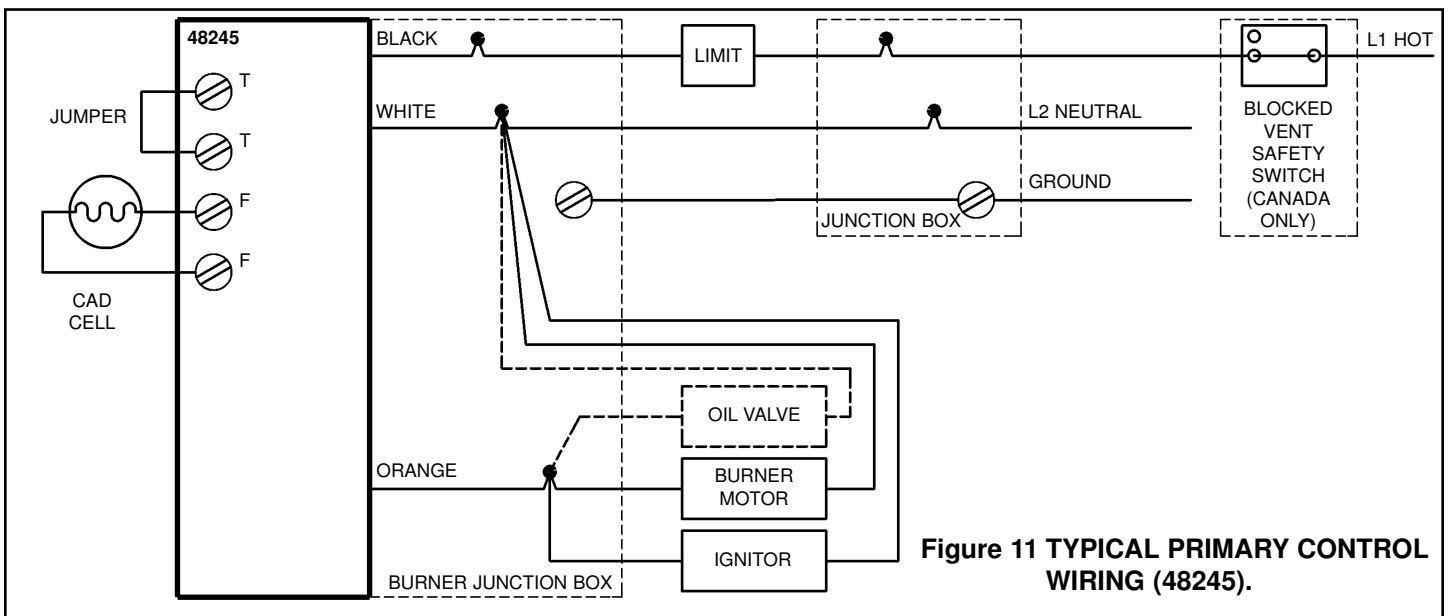 48245
BLACK
LIMIT
L1 HOT
T
JUMPER
WHITE
BLOCKED
VENT
SAFETY
SWITCH
(CANADA
ONLY)
L2 NEUTRAL
T
F
GROUND
JUNCTION BOX
F
CAD
CELL
OIL VALVE
ORANGE
BURNER
MOTOR
IGNITOR
BURNER JUNCTION BOX
Figure 11 TYPICAL PRIMARY CONTROL
WIRING (48245).